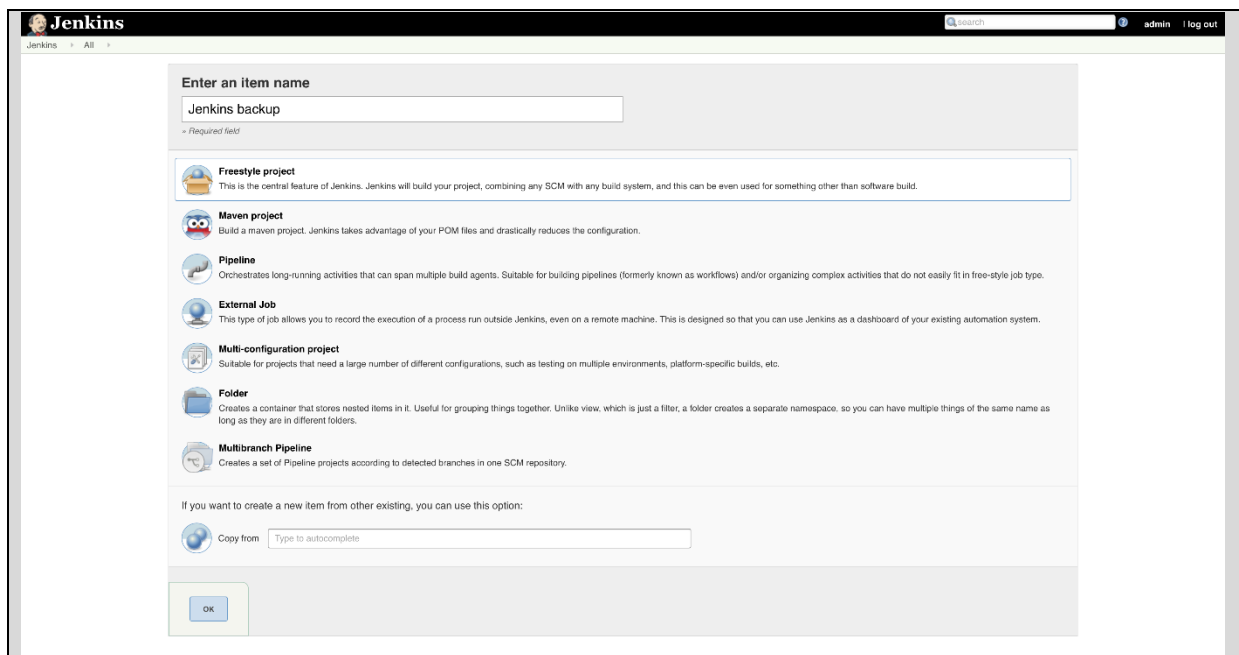 Jenkins
search
admin
| log out
Jenkins
All
Enter an item name
Jenkins backup
» Required field
Freestyle project
This is the central feature of Jenkins. Jenkins will build your project, combining any SCM with any build system, and this can be even used for something other than software build.
Maven project
Build a maven project. Jenkins takes advantage of your POM files and drastically reduces the configuration.
Pipeline
Orchestrates long-running activities that can span multiple build agents. Suitable for building pipelines (formerly known as workflows) and/or organizing complex activities that do not easily fit in free-style job type.
External Job
This type of job allows you to record the execution of a process run outside Jenkins, even on a remote machine. This is designed so that you can use Jenkins as a dashboard of your existing automation system.
Multi-configuration project
Suitable for projects that need a large number of different configurations, such as testing on multiple environments, platform-specific builds, etc.
Folder
Creates a container that stores nested items in it. Useful for grouping things together. Unlike view, which is just a filter, a folder creates a separate namespace, so you can have multiple things of the same name as
long as they are in different folders.
Multibranch Pipeline
Creates a set of Pipeline projects according to detected branches in one SCM repository.
If you want to create a new item from other existing, you can use this option:
Copy from
Type to autocomplete
OK